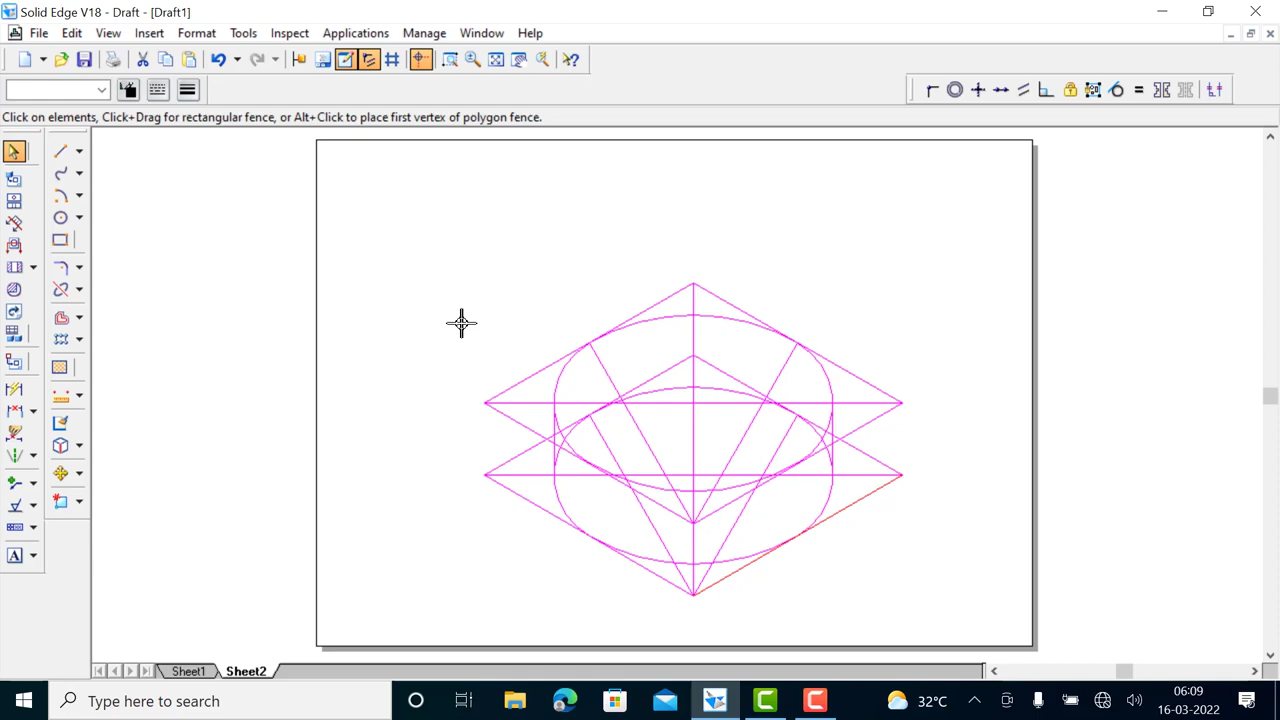 Solid Edge V18 - Draft - [Draft1]
File Edit View Insert Format Tools Inspect Applications Manage Window Help
Click on elements, Click+Drag for rectangular fence, or Alt+Click to place first vertex of polygon fence.
A
Sheet1 Sheet2
Type here to search
32°C
06:09
16-03-2022